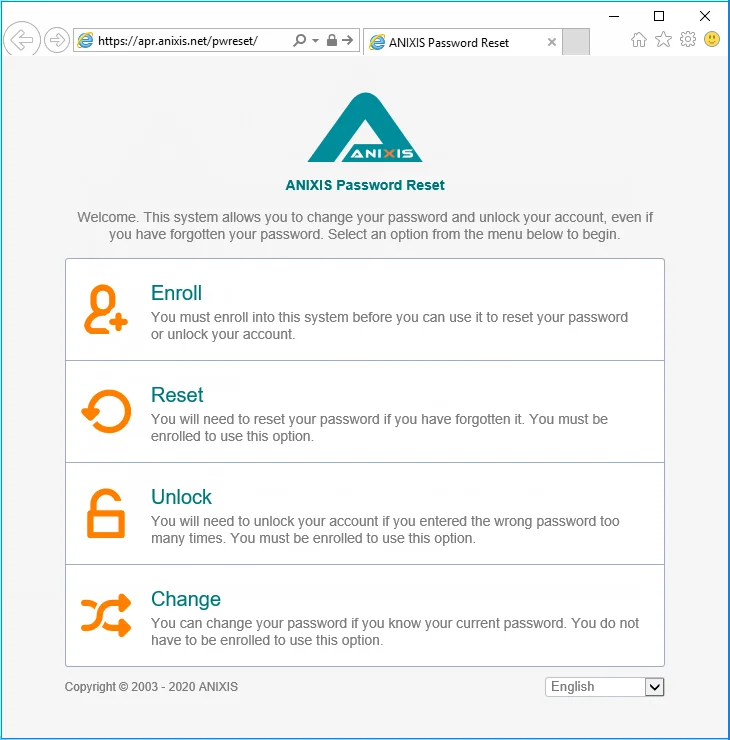 https://apr.anixis.net/pwreset/
ANIXIS Password Reset
ANIXIS
ANIXIS Password Reset
Welcome. This system allows you to change your password and unlock your account, even if
you have forgotten your password. Select an option from the menu below to begin.
Enroll
You must enroll into this system before you can use it to reset your password
or unlock your account.
Reset
You will need to reset your password if you have forgotten it. You must be
enrolled to use this option.
Unlock
You will need to unlock your account if you entered the wrong password too
many times. You must be enrolled to use this option.
Change
You can change your password if you know your current password. You do not
have to be enrolled to use this option.
Copyright © 2003 - 2020 ANIXIS
English